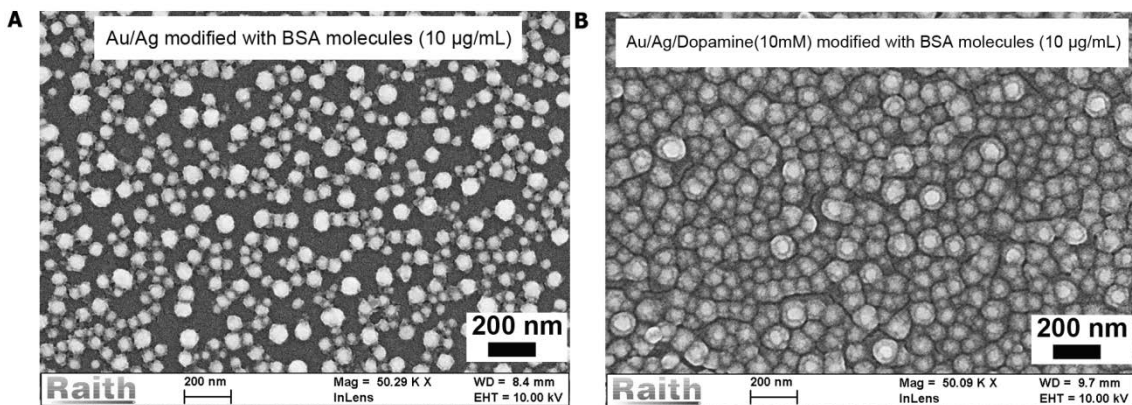 A
Au/Ag modified with BSA molecules (10 µg/mL)
200 nm
Raith
200 nm
Mag = 50.29 K X
WD = 8.4 mm
InLens
EHT = 10.00 kV
B
Au/Ag/Dopamine(10mM) modified with BSA molecules (10 µg/mL)
200 nm
Raith
200 nm
Mag = 50.09 K X
WD = 9.7 mm
InLens
EHT = 10.00 kV